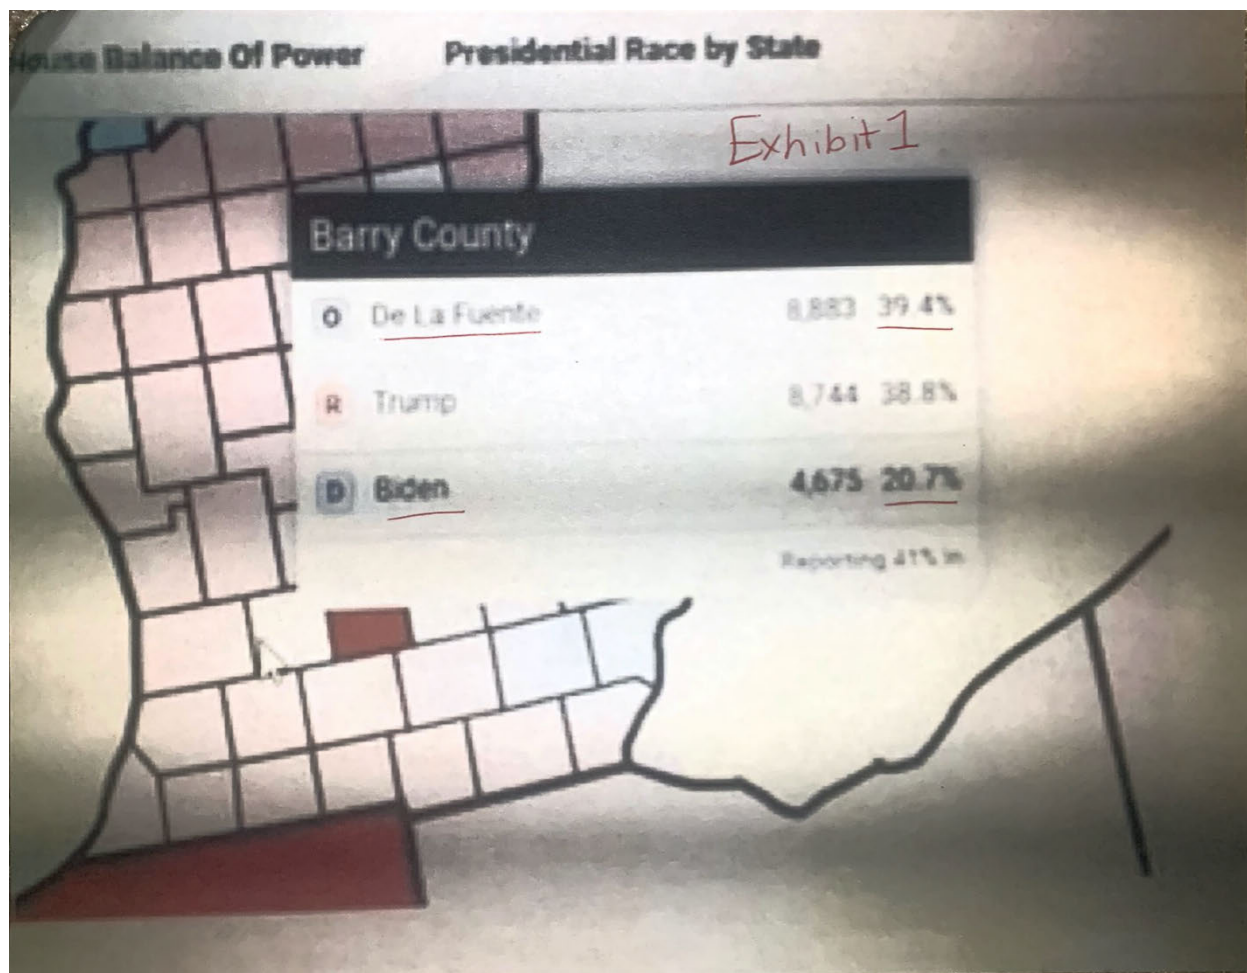 House Balance Of Power Presidential Race by State
Exhibit 1
Barry County
O De La Fuente 8,883 39.4%
R Trump 8,744 38.8%
D Biden 4,675 20.7%
Reporting 41% in